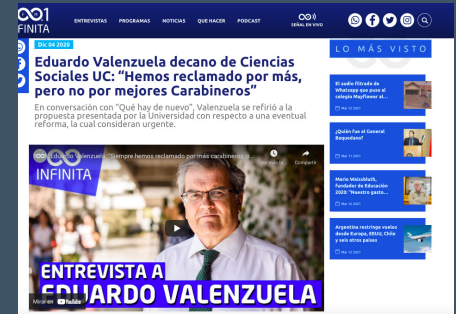 100.1
FINITA
ENTREVISTAS PROGRAMAS NOTICIAS QUE HACER PODCAST
SEÑAL EN VIVO
Dic 04 2020
Eduardo Valenzuela decano de Ciencias
Sociales UC: “Hemos reclamado por más,
pero no por mejores Carabineros”
En conversación con “Qué hay de nuevo”, Valenzuela se refirió a la
propuesta presentada por la Universidad con respecto a una eventual
reforma, la cual consideran urgente.
Eduardo Valenzuela: "Siempre hemos reclamado por más carabineros, o
Ver más ta...
Compartir
INFINITA
ENTREVISTA A
EDUARDO VALENZUELA
Mirar en YouTube
LO MÁS VISTO
El audio filtrado de
Whatsapp que puso al
colegio Mayflower al...
Mar 12 2021
¿Quién fue el General
Baquedano?
Mar 11 2021
Mario Waissbluth,
fundador de Educación
2020: "Nuestro gasto...
Mar 12 2021
Argentina restringe vuelos
desde Europa, EEUU, Chile
y seis otros países
Mar 12 2021